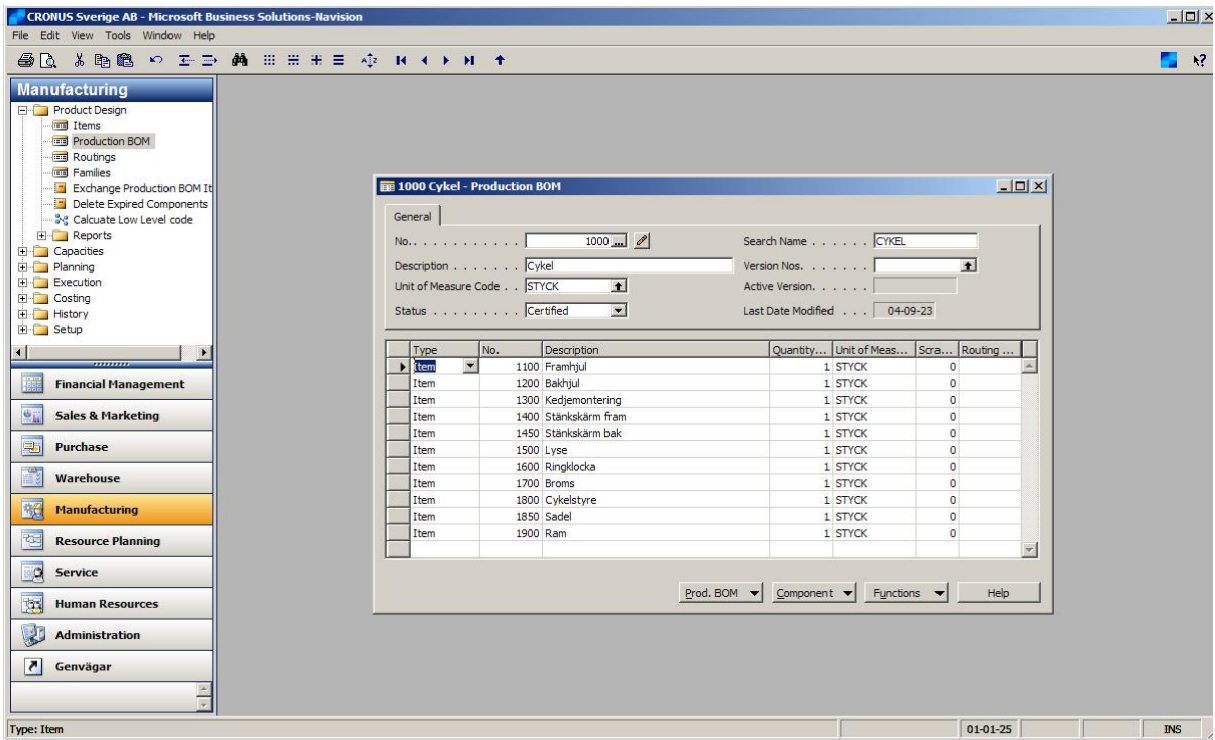 CRONUS Sverige AB - Microsoft Business Solutions-Navision
File Edit View Tools Window Help
Manufacturing
Product Design
Items
Production BOM
Routings
Families
Exchange Production BOM It
Delete Expired Components
Calcuate Low Level code
Reports
Capacities
Planning
Execution
Costing
History
Setup
Financial Management
Sales & Marketing
Purchase
Warehouse
Manufacturing
Resource Planning
Service
Human Resources
Administration
Genvägar
1000 Cykel - Production BOM
General
No. . . . . . . . . . . . 1000 ... Search Name . . . . . . CYKEL
Description . . . . . . . Cykel Version Nos. . . . . . .
Unit of Measure Code . . STYCK Active Version. . . . . .
Status . . . . . . . . . Certified Last Date Modified . . . 04-09-23
Type No. Description Quantity... Unit of Meas... Scra... Routing ...
Item 1100 Framhjul 1 STYCK 0
Item 1200 Bakhjul 1 STYCK 0
Item 1300 Kedjemontering 1 STYCK 0
Item 1400 Stänkskärm fram 1 STYCK 0
Item 1450 Stänkskärm bak 1 STYCK 0
Item 1500 Lyse 1 STYCK 0
Item 1600 Ringklocka 1 STYCK 0
Item 1700 Broms 1 STYCK 0
Item 1800 Cykelstyre 1 STYCK 0
Item 1850 Sadel 1 STYCK 0
Item 1900 Ram 1 STYCK 0
Prod. BOM Component Functions Help
Type: Item 01-01-25 INS